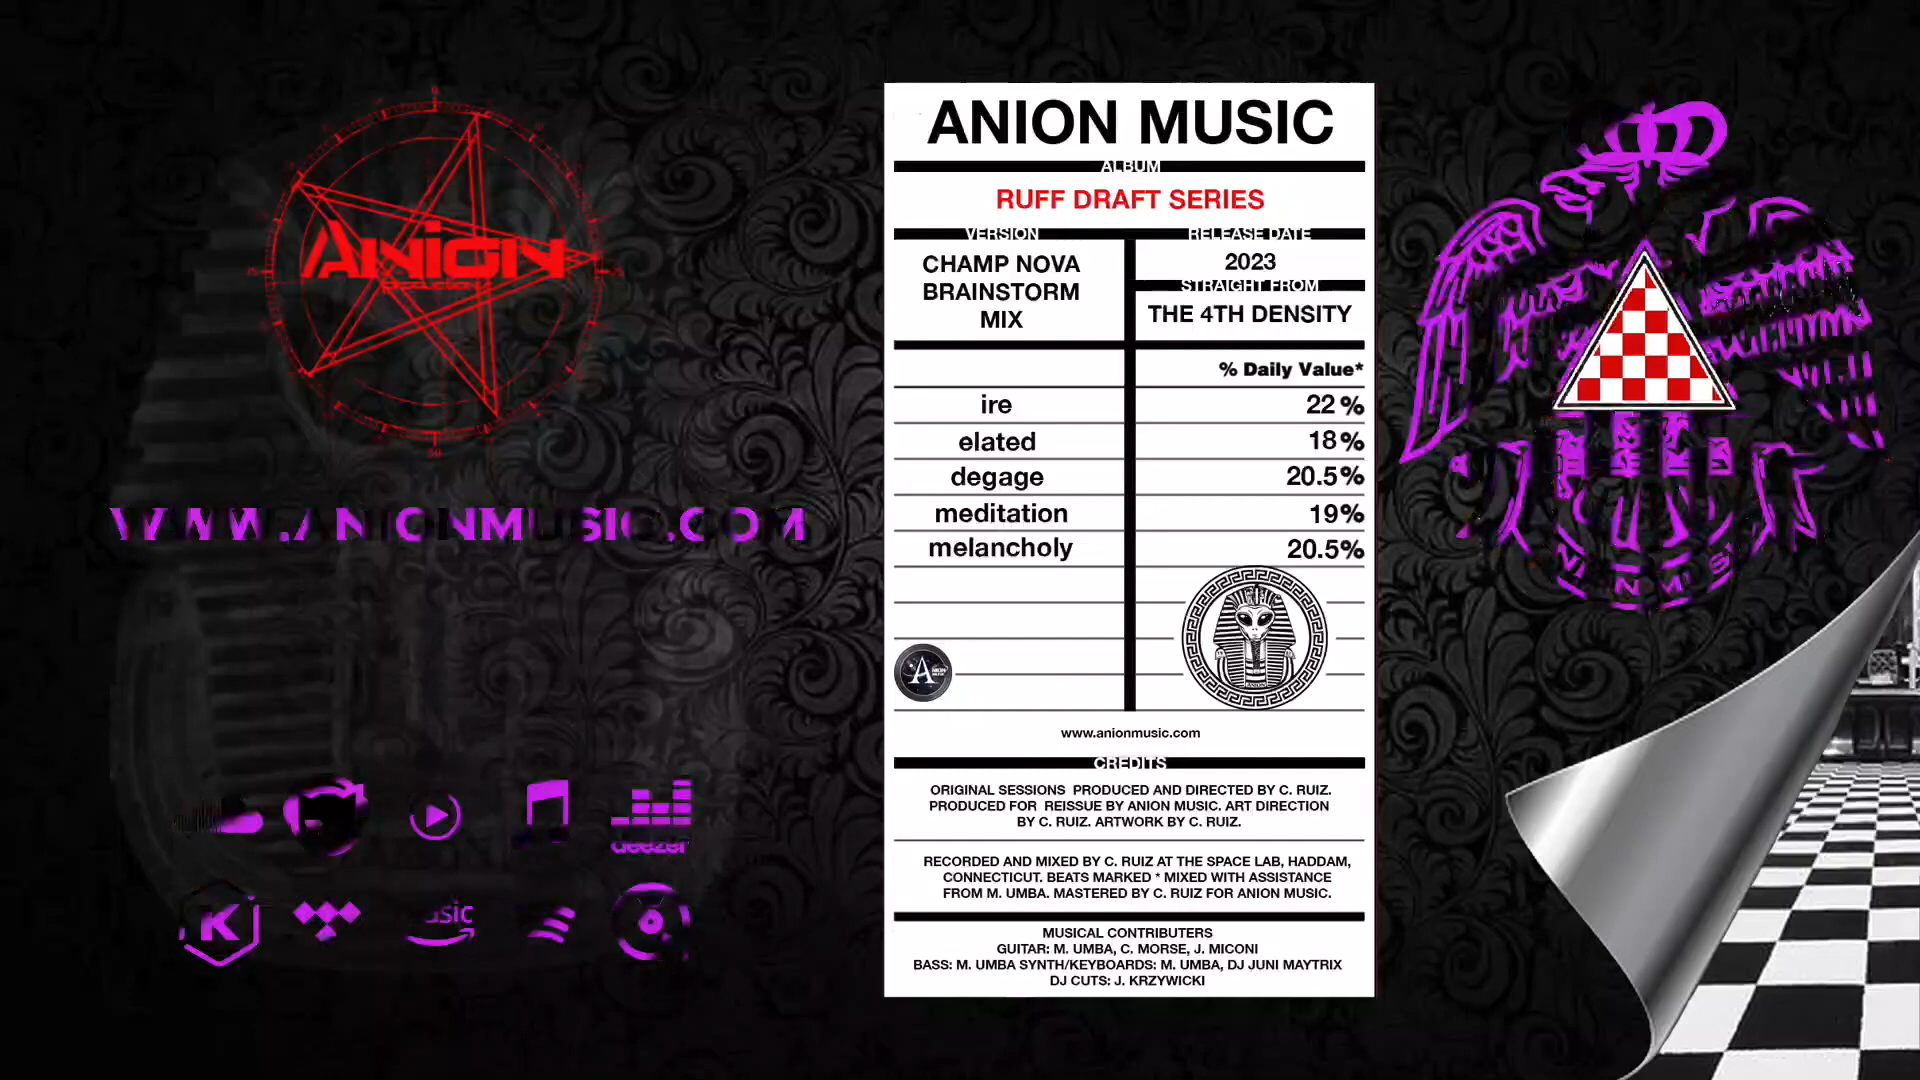 ANION
WWW.ANIONMUSIC.COM
deezer
K
ANION MUSIC
ALBUM
RUFF DRAFT SERIES
VERSION
RELEASE DATE
CHAMP NOVA
BRAINSTORM
MIX
2023
STRAIGHT FROM
THE 4TH DENSITY
% Daily Value*
ire 22 %
elated 18%
degage 20.5%
meditation 19%
melancholy 20.5%
www.anionmusic.com
CREDITS
ORIGINAL SESSIONS PRODUCED AND DIRECTED BY C. RUIZ.
PRODUCED FOR REISSUE BY ANION MUSIC. ART DIRECTION
BY C. RUIZ. ARTWORK BY C. RUIZ.
RECORDED AND MIXED BY C. RUIZ AT THE SPACE LAB, HADDAM,
CONNECTICUT. BEATS MARKED * MIXED WITH ASSISTANCE
FROM M. UMBA. MASTERED BY C. RUIZ FOR ANION MUSIC.
MUSICAL CONTRIBUTERS
GUITAR: M. UMBA, C. MORSE, J. MICONI
BASS: M. UMBA SYNTH/KEYBOARDS: M. UMBA, DJ JUNI MAYTRIX
DJ CUTS: J. KRZYWICKI